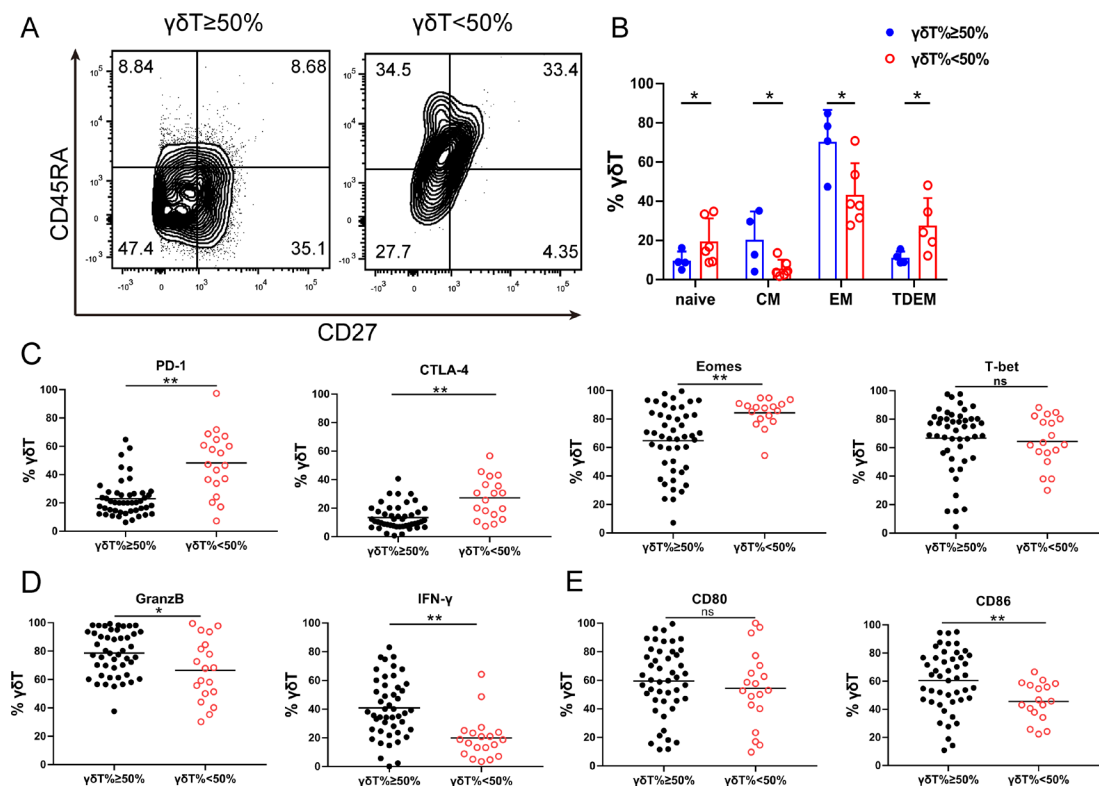 A
γδT≥50%
γδT<50%
8.84
8.68
47.4
35.1
34.5
33.4
27.7
4.35
10⁵
10⁴
10³
0
-10³
-10³ 0 10³ 10⁴ 10⁵
10⁵
10⁴
10³
0
-10³
-10³ 0 10³ 10⁴ 10⁵
CD45RA
CD27
B
γδT%≥50%
γδT%<50%
% γδT
100
80
60
40
20
0
* * * *
naive CM EM TDEM
C
PD-1
**
% γδT
100
80
60
40
20
0
γδT%≥50% γδT%<50%
CTLA-4
**
% γδT
100
80
60
40
20
0
γδT%≥50% γδT%<50%
Eomes
**
% γδT
100
80
60
40
20
0
γδT%≥50% γδT%<50%
T-bet
ns
% γδT
100
80
60
40
20
0
γδT%≥50% γδT%<50%
D
GranzB
*
% γδT
100
80
60
40
20
0
γδT%≥50% γδT%<50%
IFN-γ
**
% γδT
100
80
60
40
20
0
γδT%≥50% γδT%<50%
E
CD80
ns
% γδT
100
80
60
40
20
0
γδT%≥50% γδT%<50%
CD86
**
% γδT
100
80
60
40
20
0
γδT%≥50% γδT%<50%